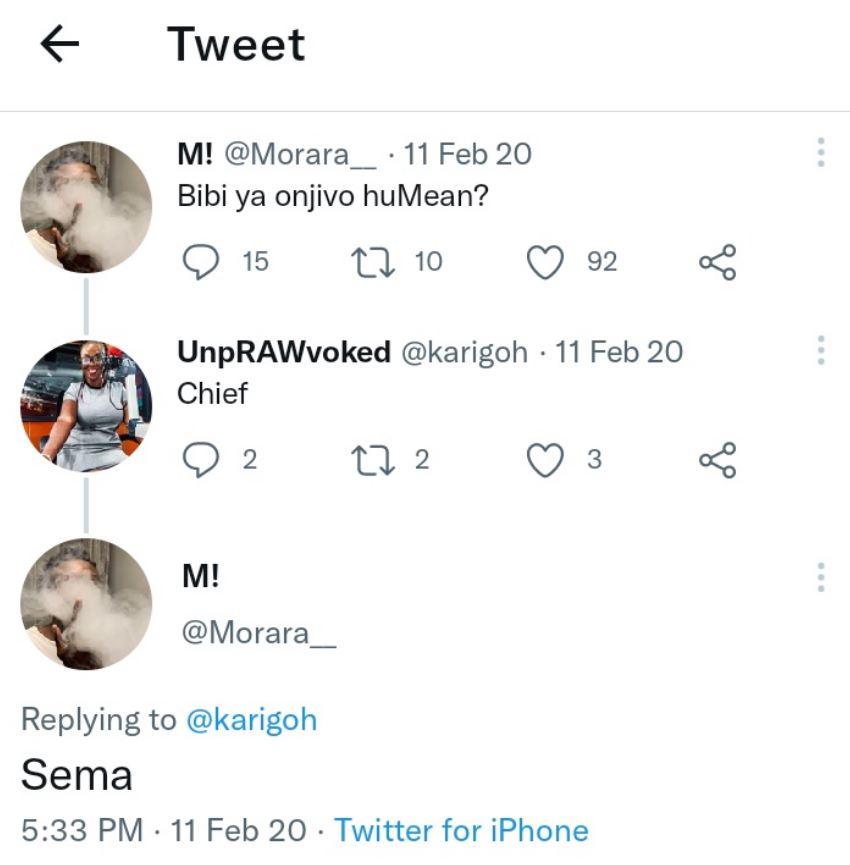 Tweet
M! @Morara__ · 11 Feb 20
Bibi ya onjivo huMean?
15 10 92
UnpRAWvoked @karigoh · 11 Feb 20
Chief
2 2 3
M!
@Morara__
Replying to @karigoh
Sema
5:33 PM · 11 Feb 20 · Twitter for iPhone